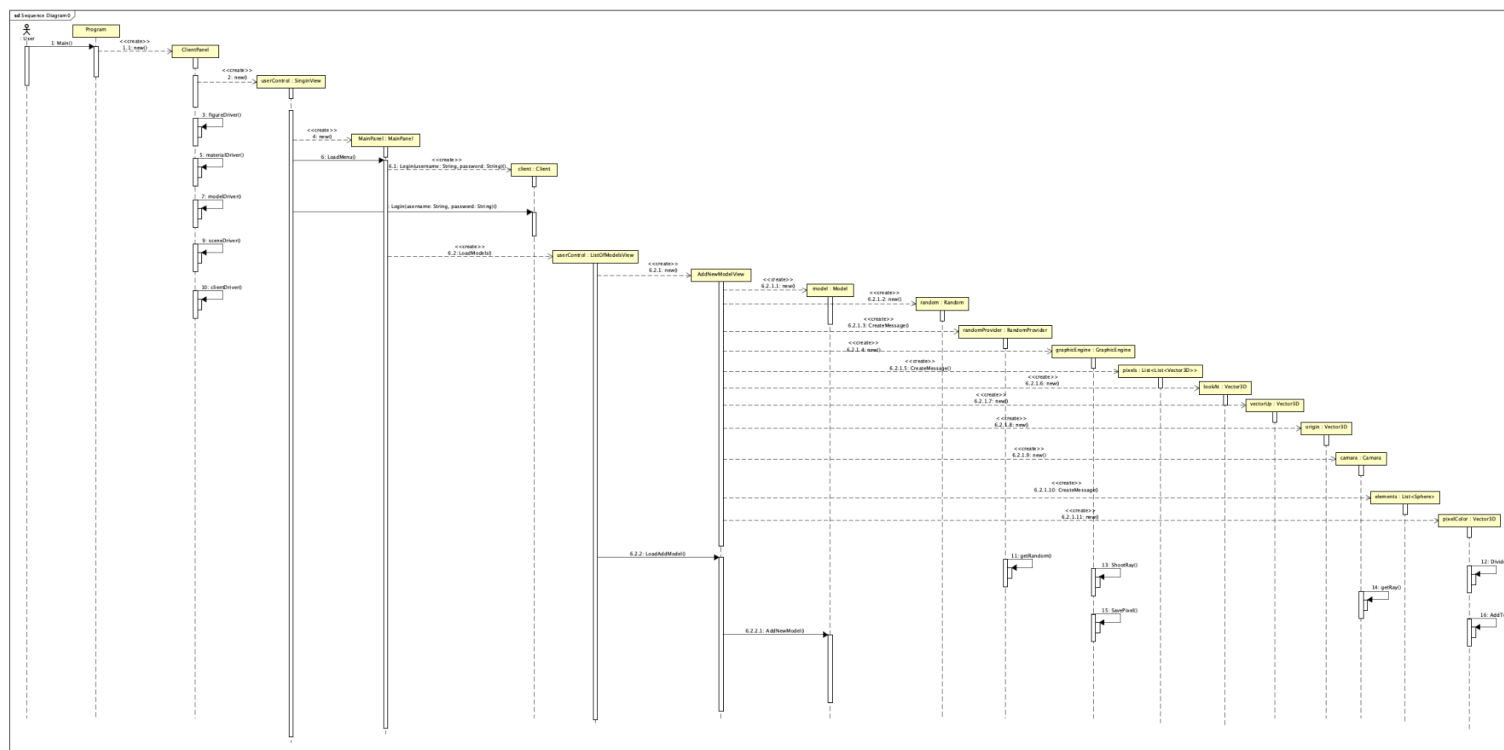 sd Sequence Diagram0
: User
Program
1: Main()
<<create>>
1.1: new()
ClientPanel
<<create>>
2: new()
userControl : SinginView
3: figureDriver()
<<create>>
4: new()
MainPanel : MainPanel
5: materialDriver()
6: LoadMenu()
<<create>>
6.1: Login(username: String, password: String)()
client : Client
7: modelDriver()
Login(username: String, password: String)()
9: sceneDriver()
<<create>>
6.2: LoadModels()
userControl : ListOfModelsView
<<create>>
6.2.1: new()
AddNewModelView
10: clientDriver()
<<create>>
6.2.1.1: new()
model : Model
<<create>>
6.2.1.2: new()
random : Random
<<create>>
6.2.1.3: CreateMessage()
randomProvider : RandomProvider
<<create>>
6.2.1.4: new()
graphicEngine : GraphicEngine
<<create>>
6.2.1.5: CreateMessage()
pixels : List<List<Vector3D>>
<<create>>
6.2.1.6: new()
lookAt : Vector3D
<<create>>
6.2.1.7: new()
vectorUp : Vector3D
<<create>>
6.2.1.8: new()
origin : Vector3D
<<create>>
6.2.1.9: new()
camara : Camara
<<create>>
6.2.1.10: CreateMessage()
elements : List<Sphere>
<<create>>
6.2.1.11: new()
pixelColor : Vector3D
6.2.2: LoadAddModel()
11: getRandom()
13: ShootRay()
12: Divid
14: getRay()
15: SavePixel()
16: AddT
6.2.2.1: AddNewModel()